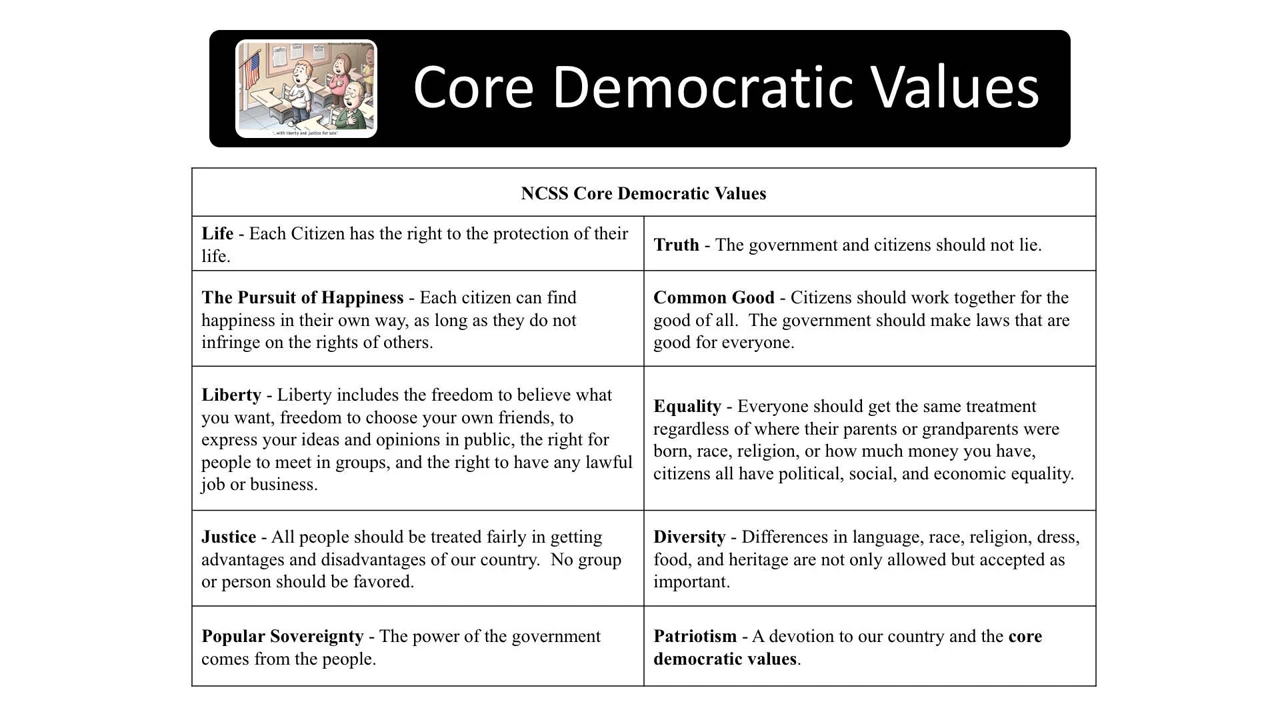 Core Democratic Values
NCSS Core Democratic Values
Life - Each Citizen has the right to the protection of their
life.
Truth - The government and citizens should not lie.
The Pursuit of Happiness - Each citizen can find
happiness in their own way, as long as they do not
infringe on the rights of others.
Common Good - Citizens should work together for the
good of all.  The government should make laws that are
good for everyone.
Liberty - Liberty includes the freedom to believe what
you want, freedom to choose your own friends, to
express your ideas and opinions in public, the right for
people to meet in groups, and the right to have any lawful
job or business.
Equality - Everyone should get the same treatment
regardless of where their parents or grandparents were
born, race, religion, or how much money you have,
citizens all have political, social, and economic equality.
Justice - All people should be treated fairly in getting
advantages and disadvantages of our country.  No group
or person should be favored.
Diversity - Differences in language, race, religion, dress,
food, and heritage are not only allowed but accepted as
important.
Popular Sovereignty - The power of the government
comes from the people.
Patriotism - A devotion to our country and the core
democratic values.